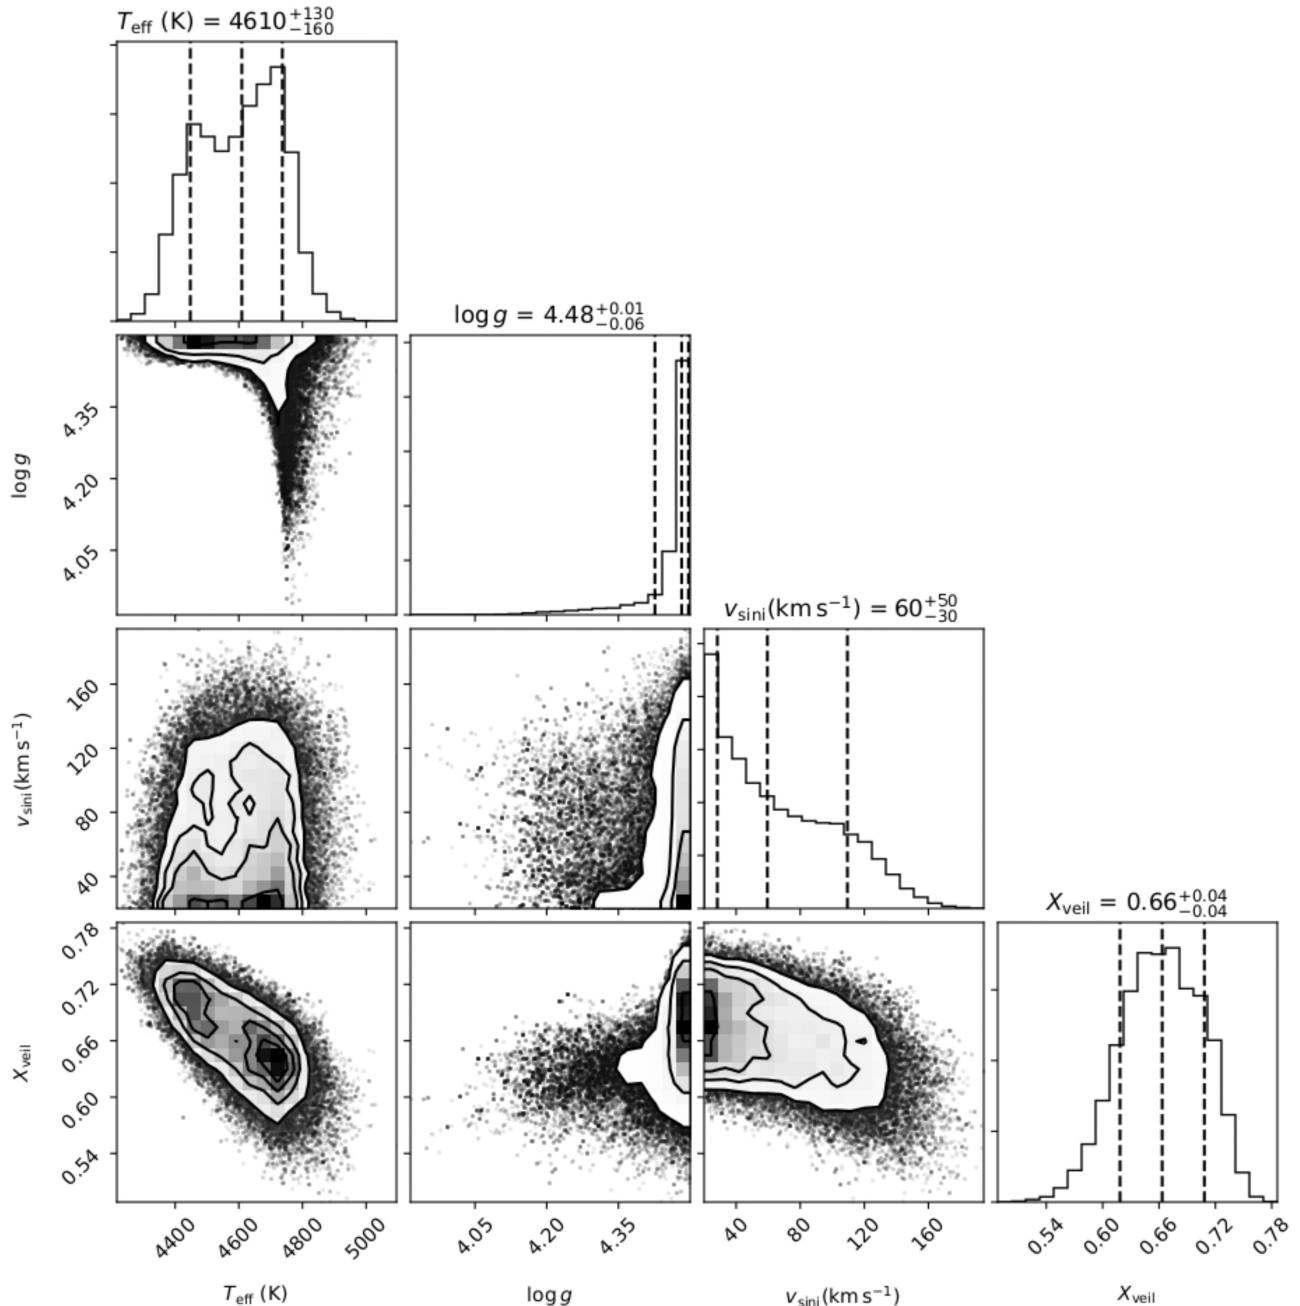 T_eff (K) = 4610 +130 −160
log g = 4.48 +0.01 −0.06
4.35
4.20
4.05
log g
v_sini(km s⁻¹) = 60 +50 −30
160
120
80
40
v_sini(km s⁻¹)
X_veil = 0.66 +0.04 −0.04
0.78
0.72
0.66
0.60
0.54
X_veil
4400 4600 4800 5000
4.05 4.20 4.35
40 80 120 160
0.54 0.60 0.66 0.72 0.78
T_eff (K) log g v_sini(km s⁻¹) X_veil